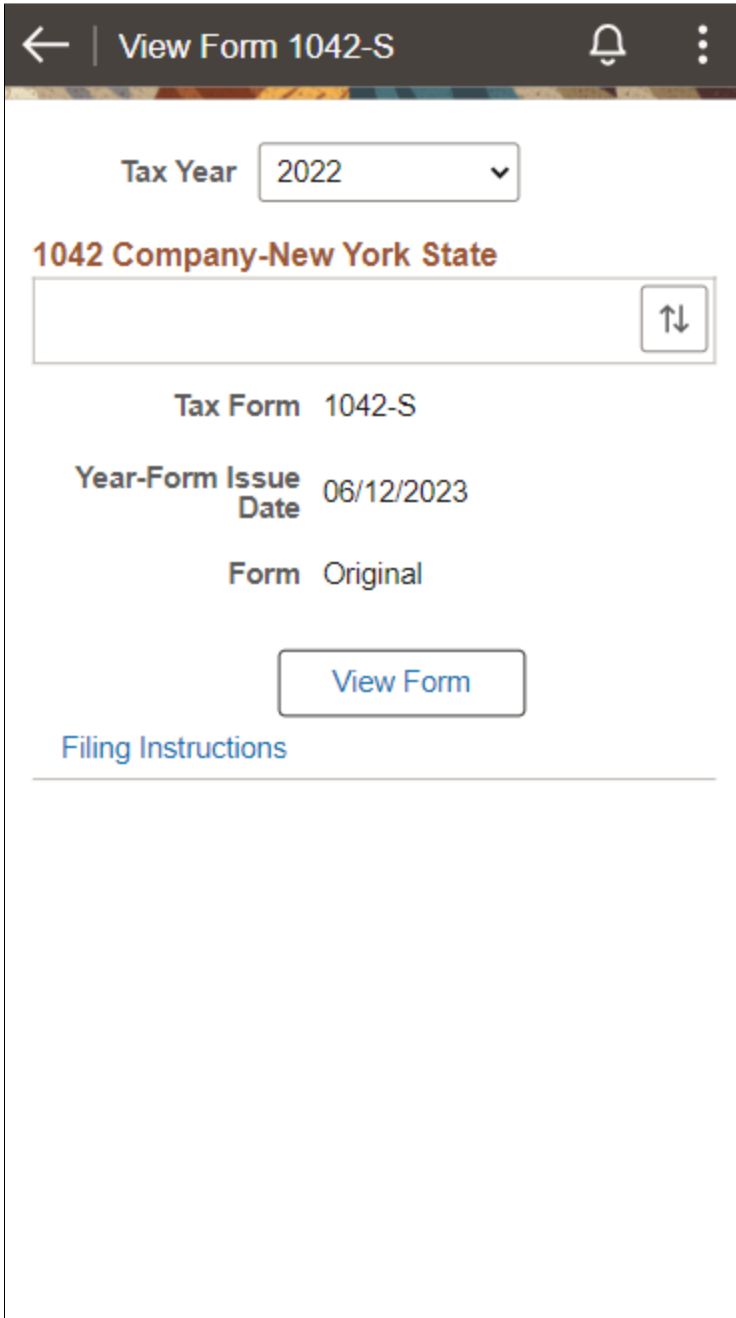 View Form 1042-S
Tax Year 2022
1042 Company-New York State
Tax Form 1042-S
Year-Form Issue
Date 06/12/2023
Form Original
View Form
Filing Instructions